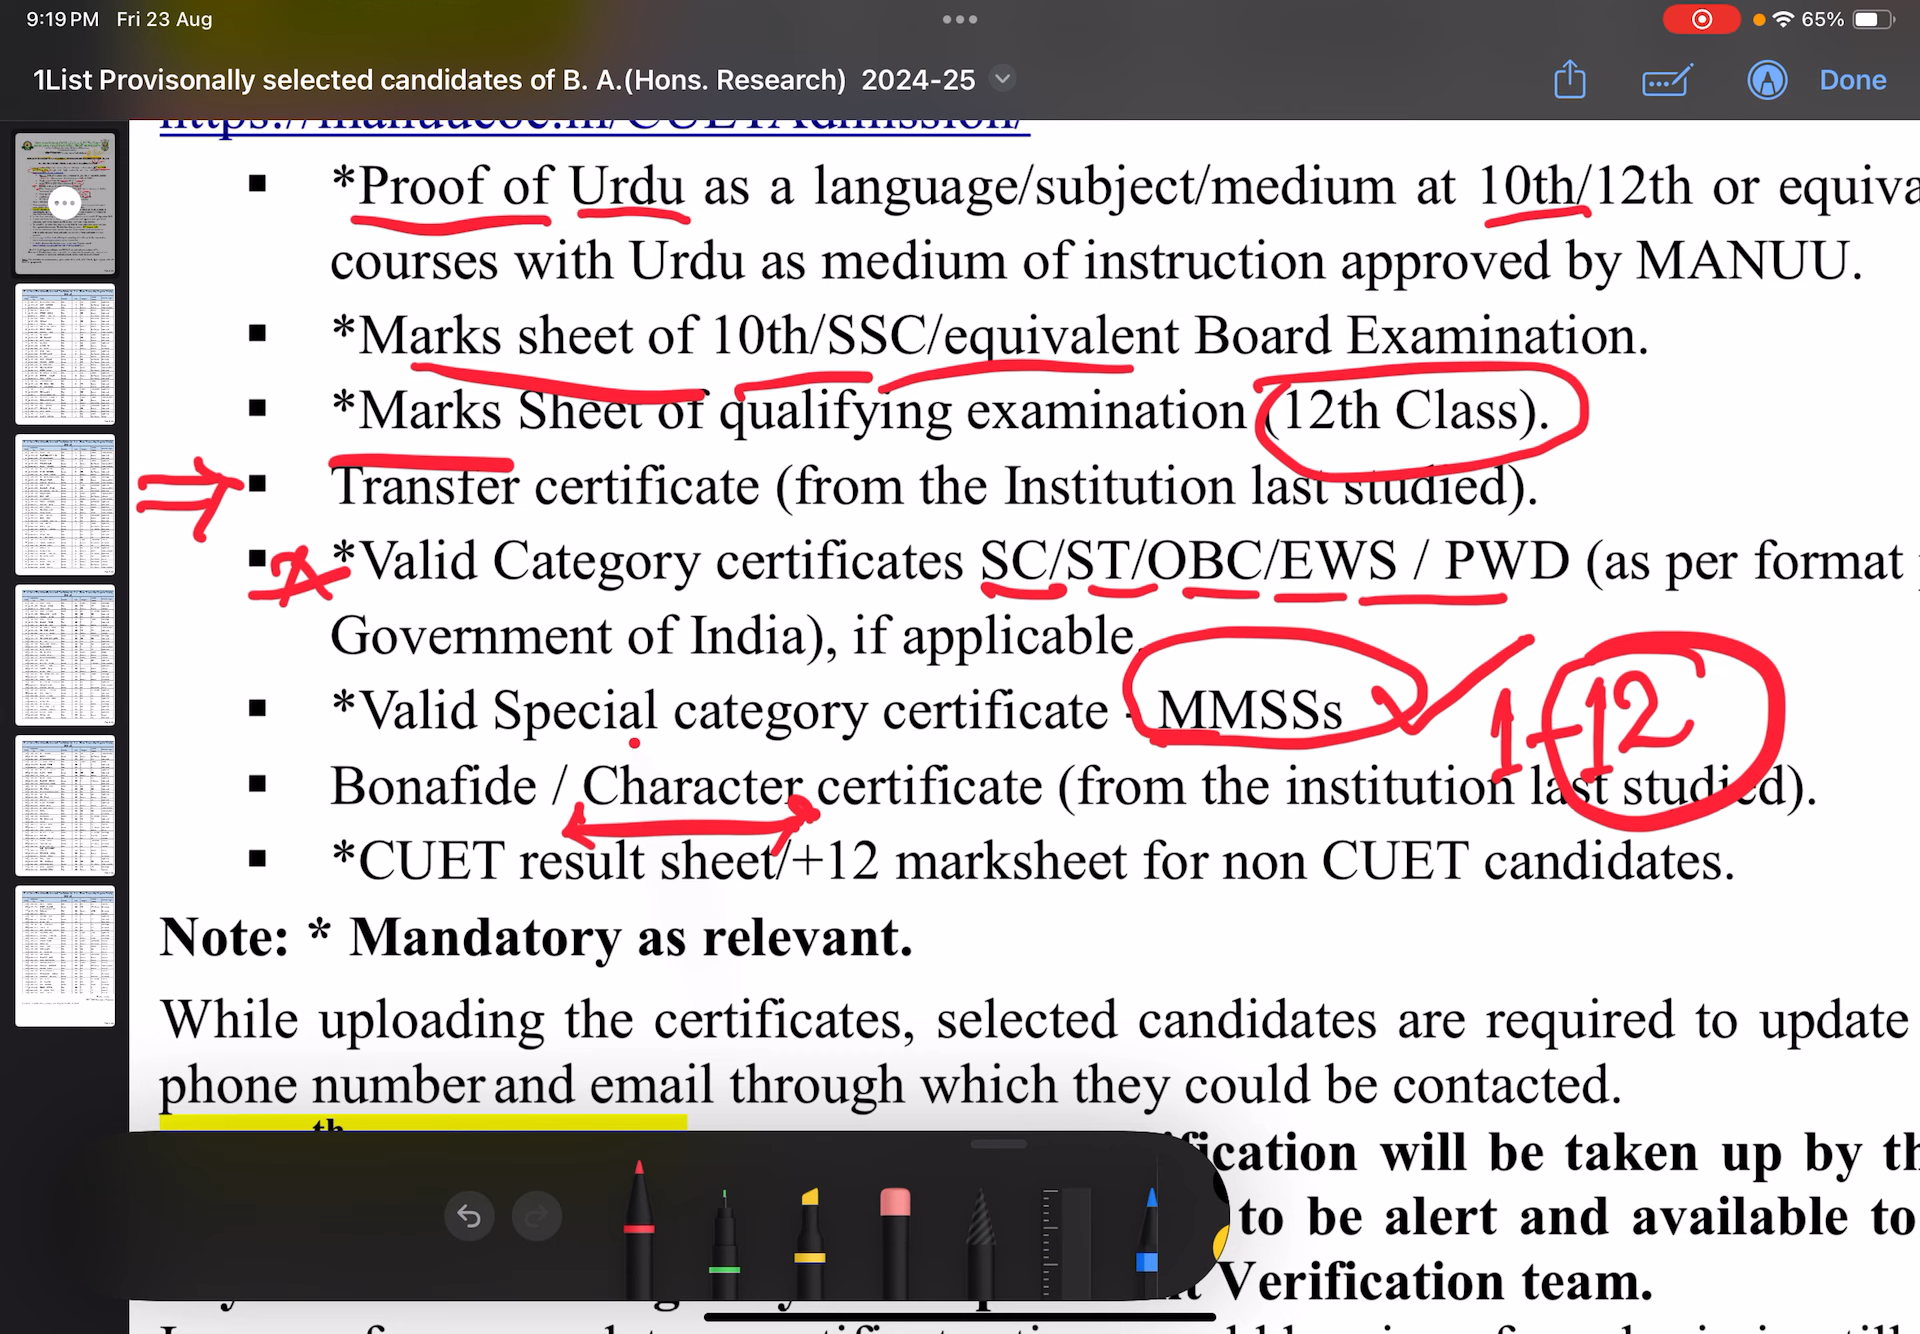 9:19 PM Fri 23 Aug
65%
1List Provisonally selected candidates of B. A.(Hons. Research) 2024-25
Done
https://manuucoe.in/CUETAdmission/
▪ *Proof of Urdu as a language/subject/medium at 10th/12th or equiva
courses with Urdu as medium of instruction approved by MANUU.
▪ *Marks sheet of 10th/SSC/equivalent Board Examination.
▪ *Marks Sheet of qualifying examination (12th Class).
▪ Transfer certificate (from the Institution last studied).
▪ *Valid Category certificates SC/ST/OBC/EWS / PWD (as per format
Government of India), if applicable.
▪ *Valid Special category certificate - MMSSs
1-12
▪ Bonafide / Character certificate (from the institution last studied).
▪ *CUET result sheet/+12 marksheet for non CUET candidates.
Note: * Mandatory as relevant.
While uploading the certificates, selected candidates are required to update
phone number and email through which they could be contacted.
th
fication will be taken up by th
to be alert and available to
t Verification team.